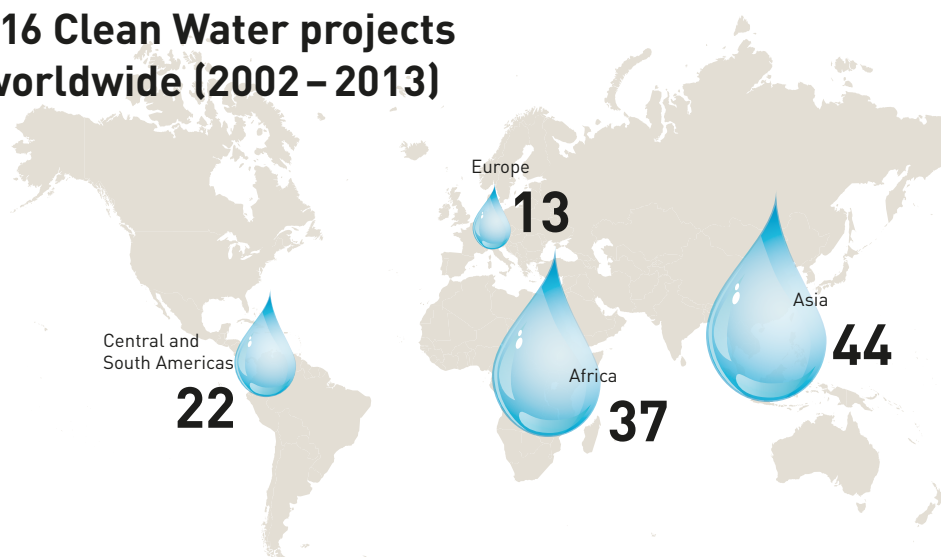 16 Clean Water projects
worldwide (2002 – 2013)
Europe
13
Asia
44
Central and
South Americas
22
Africa
37